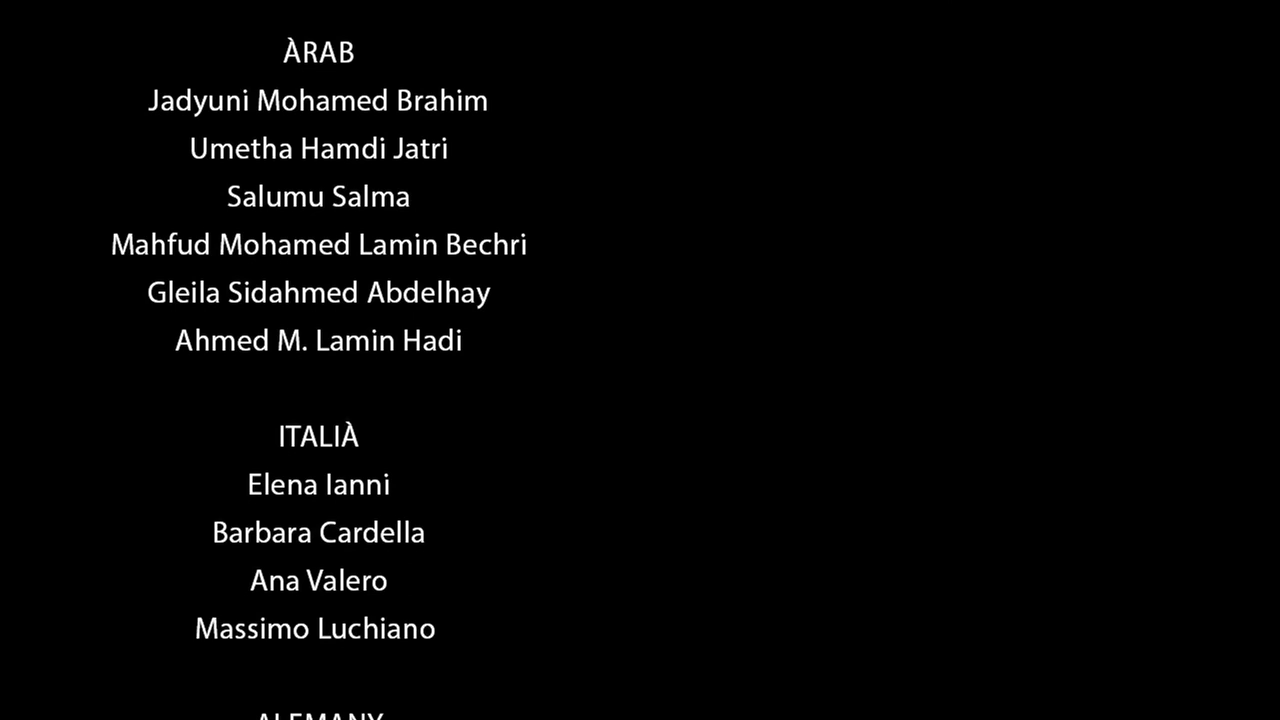 ÀRAB
Jadyuni Mohamed Brahim
Umetha Hamdi Jatri
Salumu Salma
Mahfud Mohamed Lamin Bechri
Gleila Sidahmed Abdelhay
Ahmed M. Lamin Hadi
ITALIÀ
Elena Ianni
Barbara Cardella
Ana Valero
Massimo Luchiano
ALEMANY